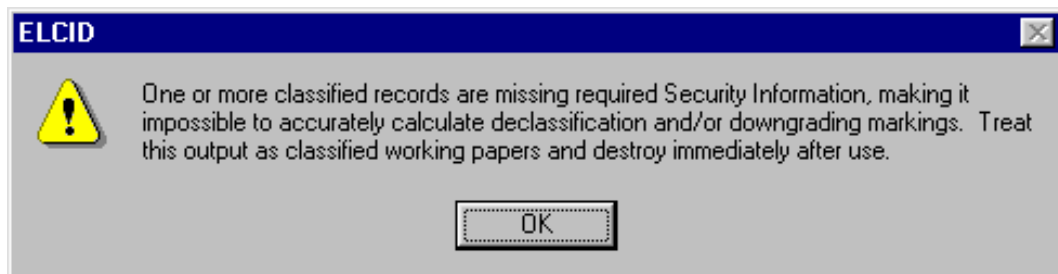 ELCID
One or more classified records are missing required Security Information, making it
impossible to accurately calculate declassification and/or downgrading markings.  Treat
this output as classified working papers and destroy immediately after use.
OK